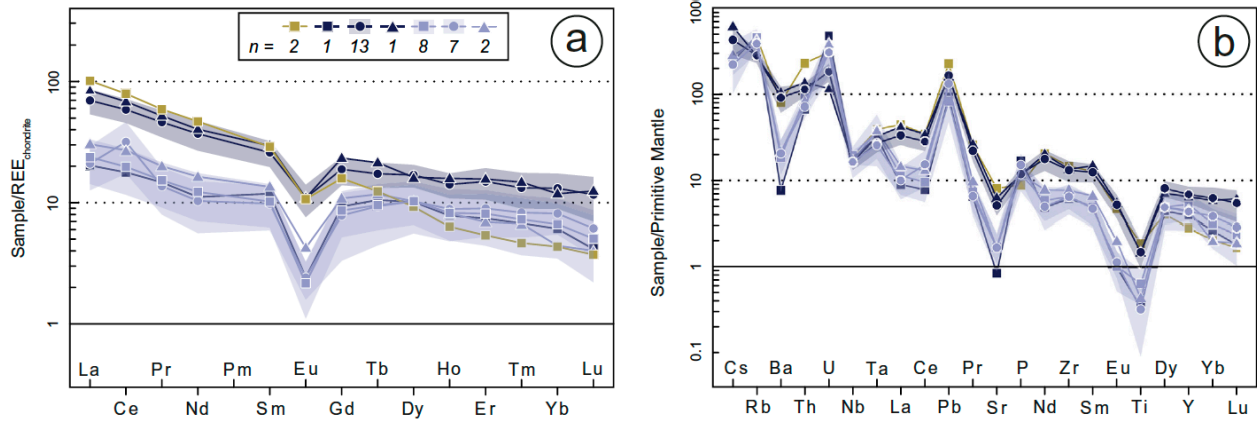 a
n = 2 1 13 1 8 7 2
Sample/REEchondrite
100
10
1
La Pr Pm Eu Tb Ho Tm Lu
Ce Nd Sm Gd Dy Er Yb
b
Sample/Primitive Mantle
1000
100
10
1
0.1
Cs Ba U Ta Ce Pr P Zr Eu Dy Yb
Rb Th Nb La Pb Sr Nd Sm Ti Y Lu